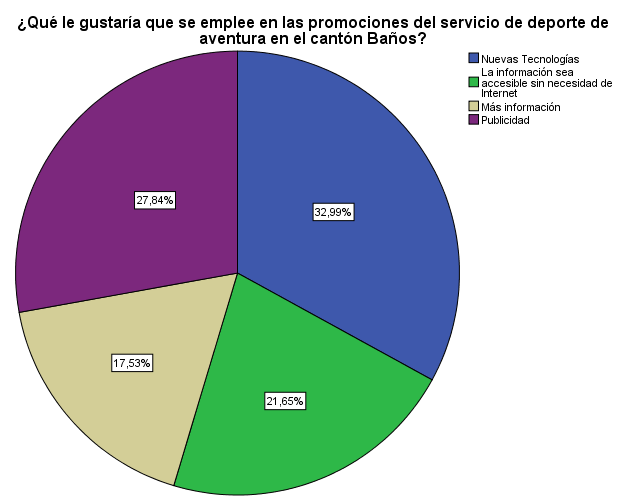 ¿Qué le gustaría que se emplee en las promociones del servicio de deporte de
aventura en el cantón Baños?
Nuevas Tecnologías
La información sea
accesible sin necesidad de
Internet
Más información
Publicidad
27,84%
32,99%
17,53%
21,65%